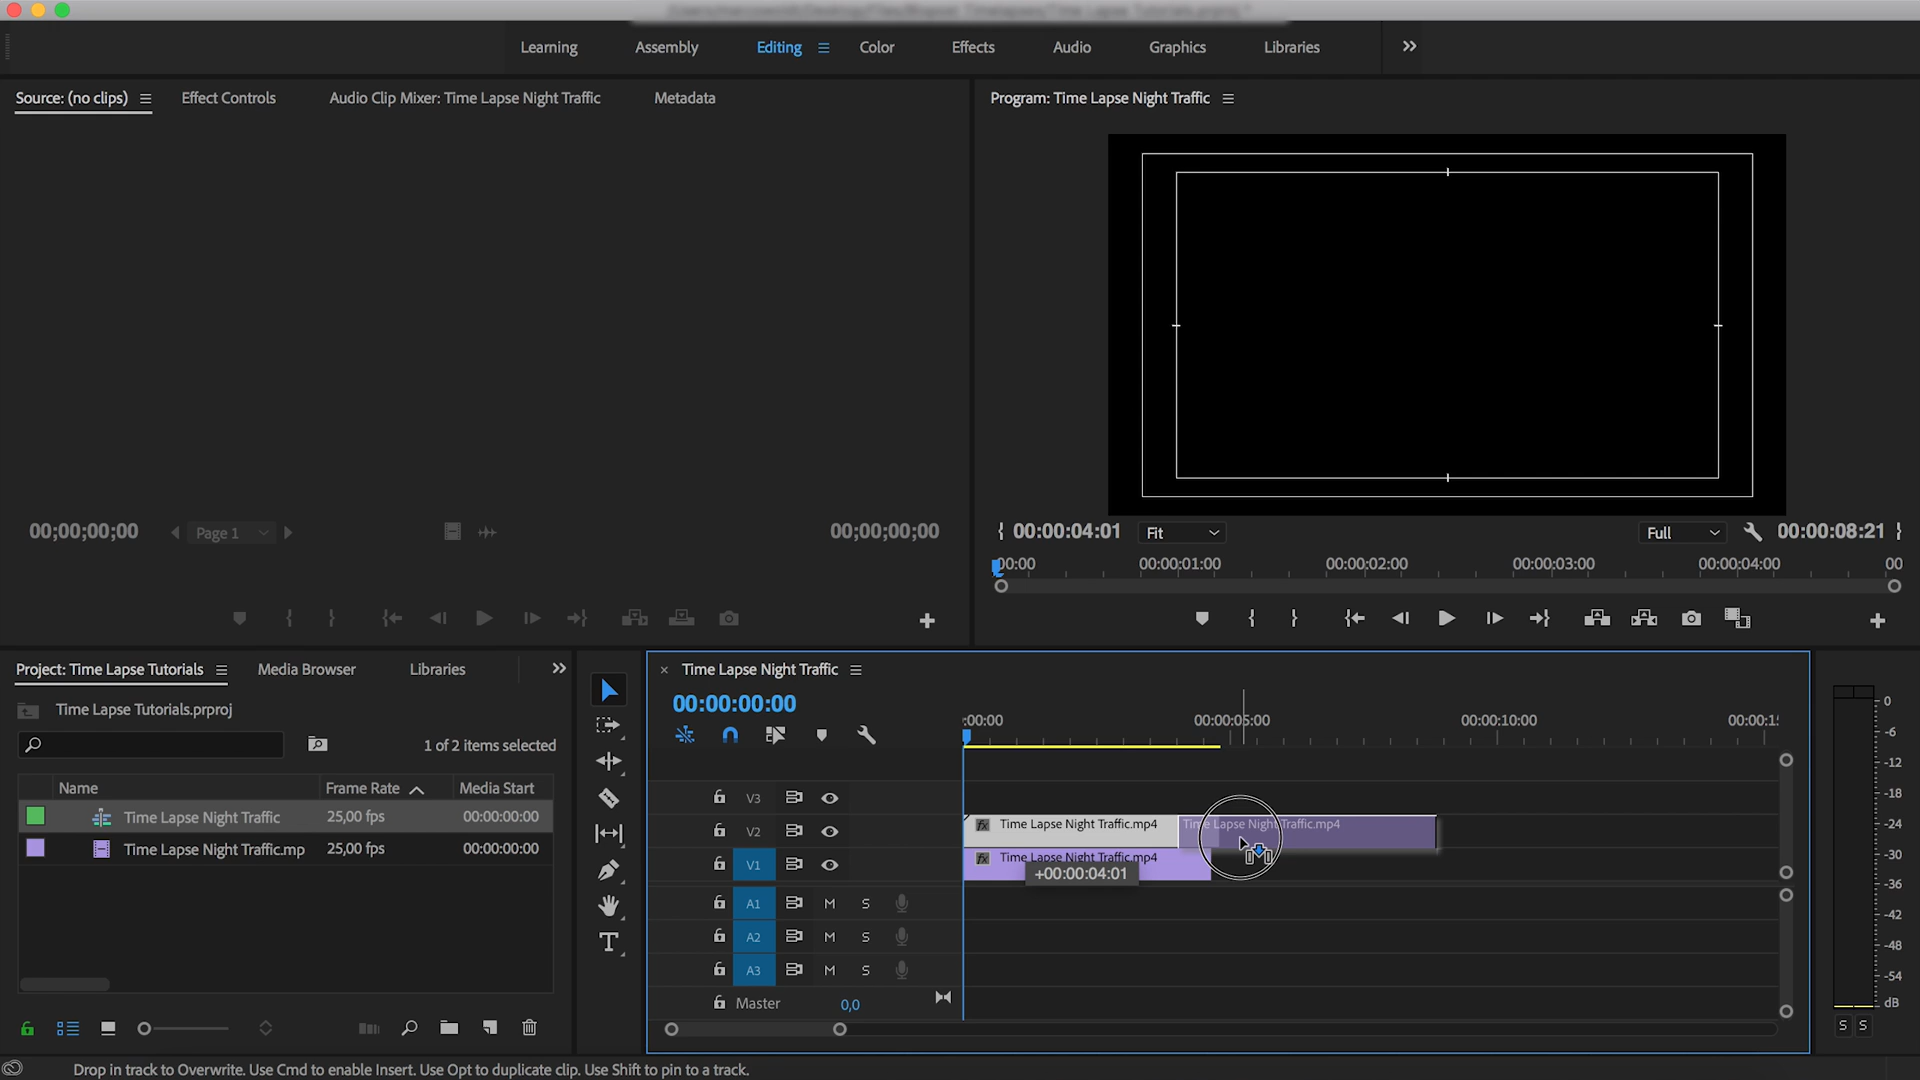 Learning Assembly Editing Color Effects Audio Graphics Libraries
Source: (no clips) Effect Controls Audio Clip Mixer: Time Lapse Night Traffic Metadata
Program: Time Lapse Night Traffic
00;00;00;00 Page 1 00;00;00;00
00:00:04:01 Fit Full 00:00:08:21
00:00 00:00:01:00 00:00:02:00 00:00:03:00 00:00:04:00 00
Project: Time Lapse Tutorials Media Browser Libraries
Time Lapse Tutorials.prproj
1 of 2 items selected
Name Frame Rate Media Start
Time Lapse Night Traffic 25,00 fps 00:00:00:00
Time Lapse Night Traffic.mp 25,00 fps 00:00:00:00
Time Lapse Night Traffic
00:00:00:00
:00:00 00:00:05:00 00:00:10:00 00:00:1
V3
V2 fx Time Lapse Night Traffic.mp4 Time Lapse Night Traffic.mp4
V1 fx Time Lapse Night Traffic.mp4
+00:00:04:01
A1 M S
A2 M S
A3 M S
Master 0,0
0
-6
-12
-18
-24
-30
-36
-42
-48
-54
dB
S S
Drop in track to Overwrite. Use Cmd to enable Insert. Use Opt to duplicate clip. Use Shift to pin to a track.